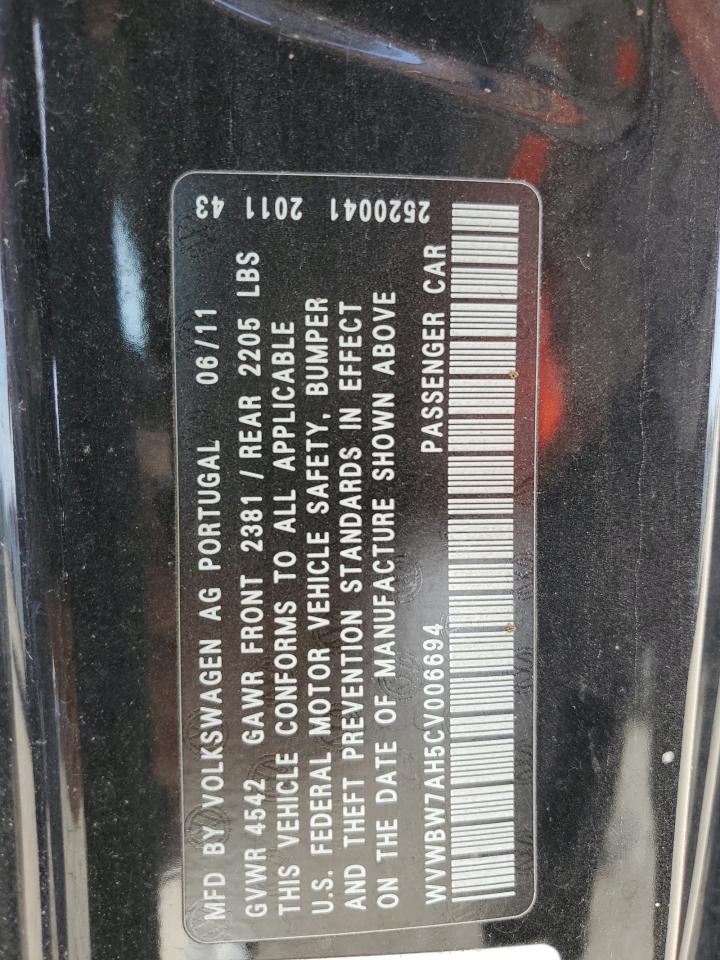 MFD BY VOLKSWAGEN AG PORTUGAL 06/11
GVWR 4542 GAWR FRONT 2381 / REAR 2205 LBS
THIS VEHICLE CONFORMS TO ALL APPLICABLE
U.S. FEDERAL MOTOR VEHICLE SAFETY, BUMPER
AND THEFT PREVENTION STANDARDS IN EFFECT
ON THE DATE OF MANUFACTURE SHOWN ABOVE
WVWBW7AH5CV006694 PASSENGER CAR
43 2011 2520041